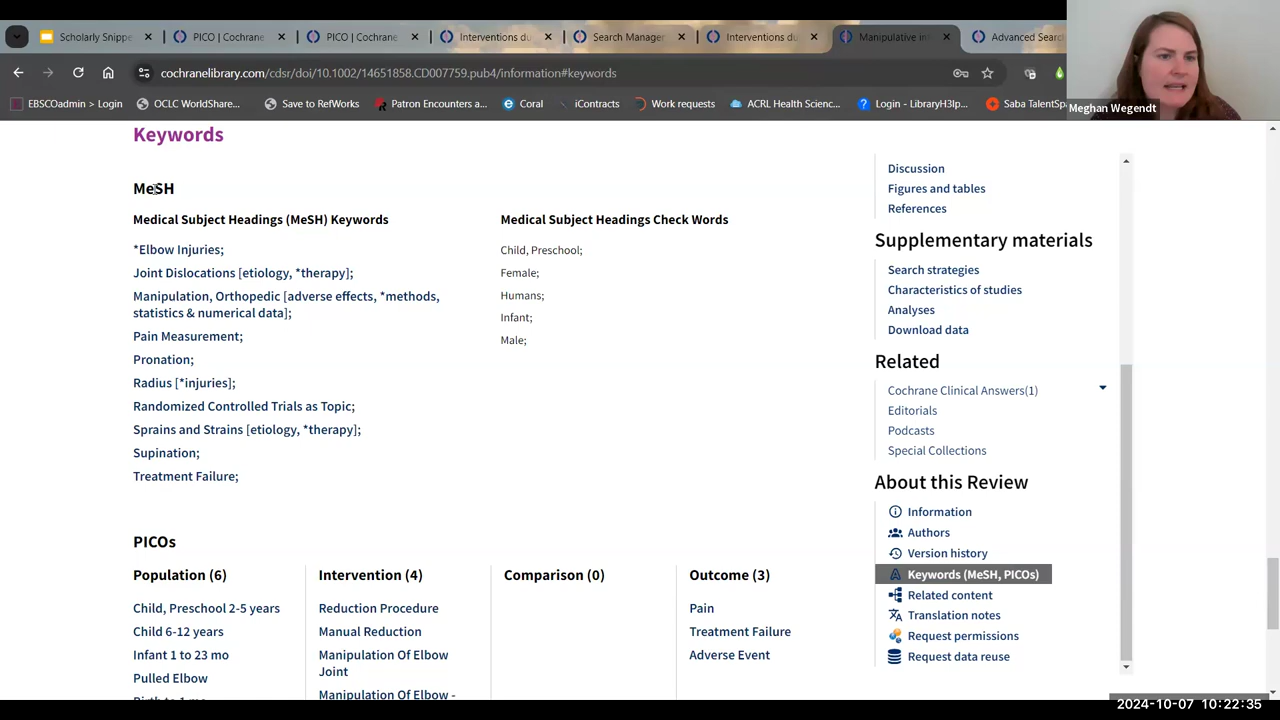 Scholarly Snippe
PICO | Cochrane
PICO | Cochrane
Interventions du
Search Manager
Interventions du
Manipulative in
Advanced Sear
cochranelibrary.com/cdsr/doi/10.1002/14651858.CD007759.pub4/information#keywords
EBSCOadmin > Login
OCLC WorldShare...
Save to RefWorks
Patron Encounters a...
Coral
iContracts
Work requests
ACRL Health Scienc...
Login - LibraryH3lp...
Saba TalentSp
Meghan Wegendt
Keywords
MeSH
Medical Subject Headings (MeSH) Keywords
*Elbow Injuries;
Joint Dislocations [etiology, *therapy];
Manipulation, Orthopedic [adverse effects, *methods,
statistics & numerical data];
Pain Measurement;
Pronation;
Radius [*injuries];
Randomized Controlled Trials as Topic;
Sprains and Strains [etiology, *therapy];
Supination;
Treatment Failure;
Medical Subject Headings Check Words
Child, Preschool;
Female;
Humans;
Infant;
Male;
PICOs
Population (6)
Child, Preschool 2-5 years
Child 6-12 years
Infant 1 to 23 mo
Pulled Elbow
Birth to 1 mo
Intervention (4)
Reduction Procedure
Manual Reduction
Manipulation Of Elbow
Joint
Manipulation Of Elbow -
Comparison (0)
Outcome (3)
Pain
Treatment Failure
Adverse Event
Discussion
Figures and tables
References
Supplementary materials
Search strategies
Characteristics of studies
Analyses
Download data
Related
Cochrane Clinical Answers(1)
Editorials
Podcasts
Special Collections
About this Review
Information
Authors
Version history
Keywords (MeSH, PICOs)
Related content
Translation notes
Request permissions
Request data reuse
2024-10-07 10:22:35